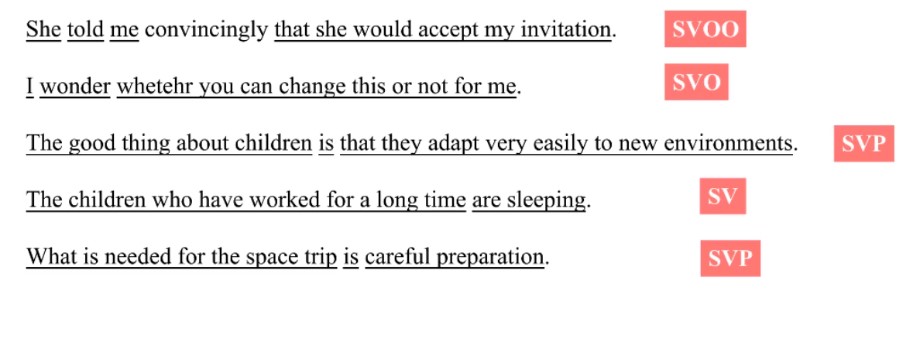 She told me convincingly that she would accept my invitation. SVOO
I wonder whetehr you can change this or not for me. SVO
The good thing about children is that they adapt very easily to new environments. SVP
The children who have worked for a long time are sleeping. SV
What is needed for the space trip is careful preparation. SVP